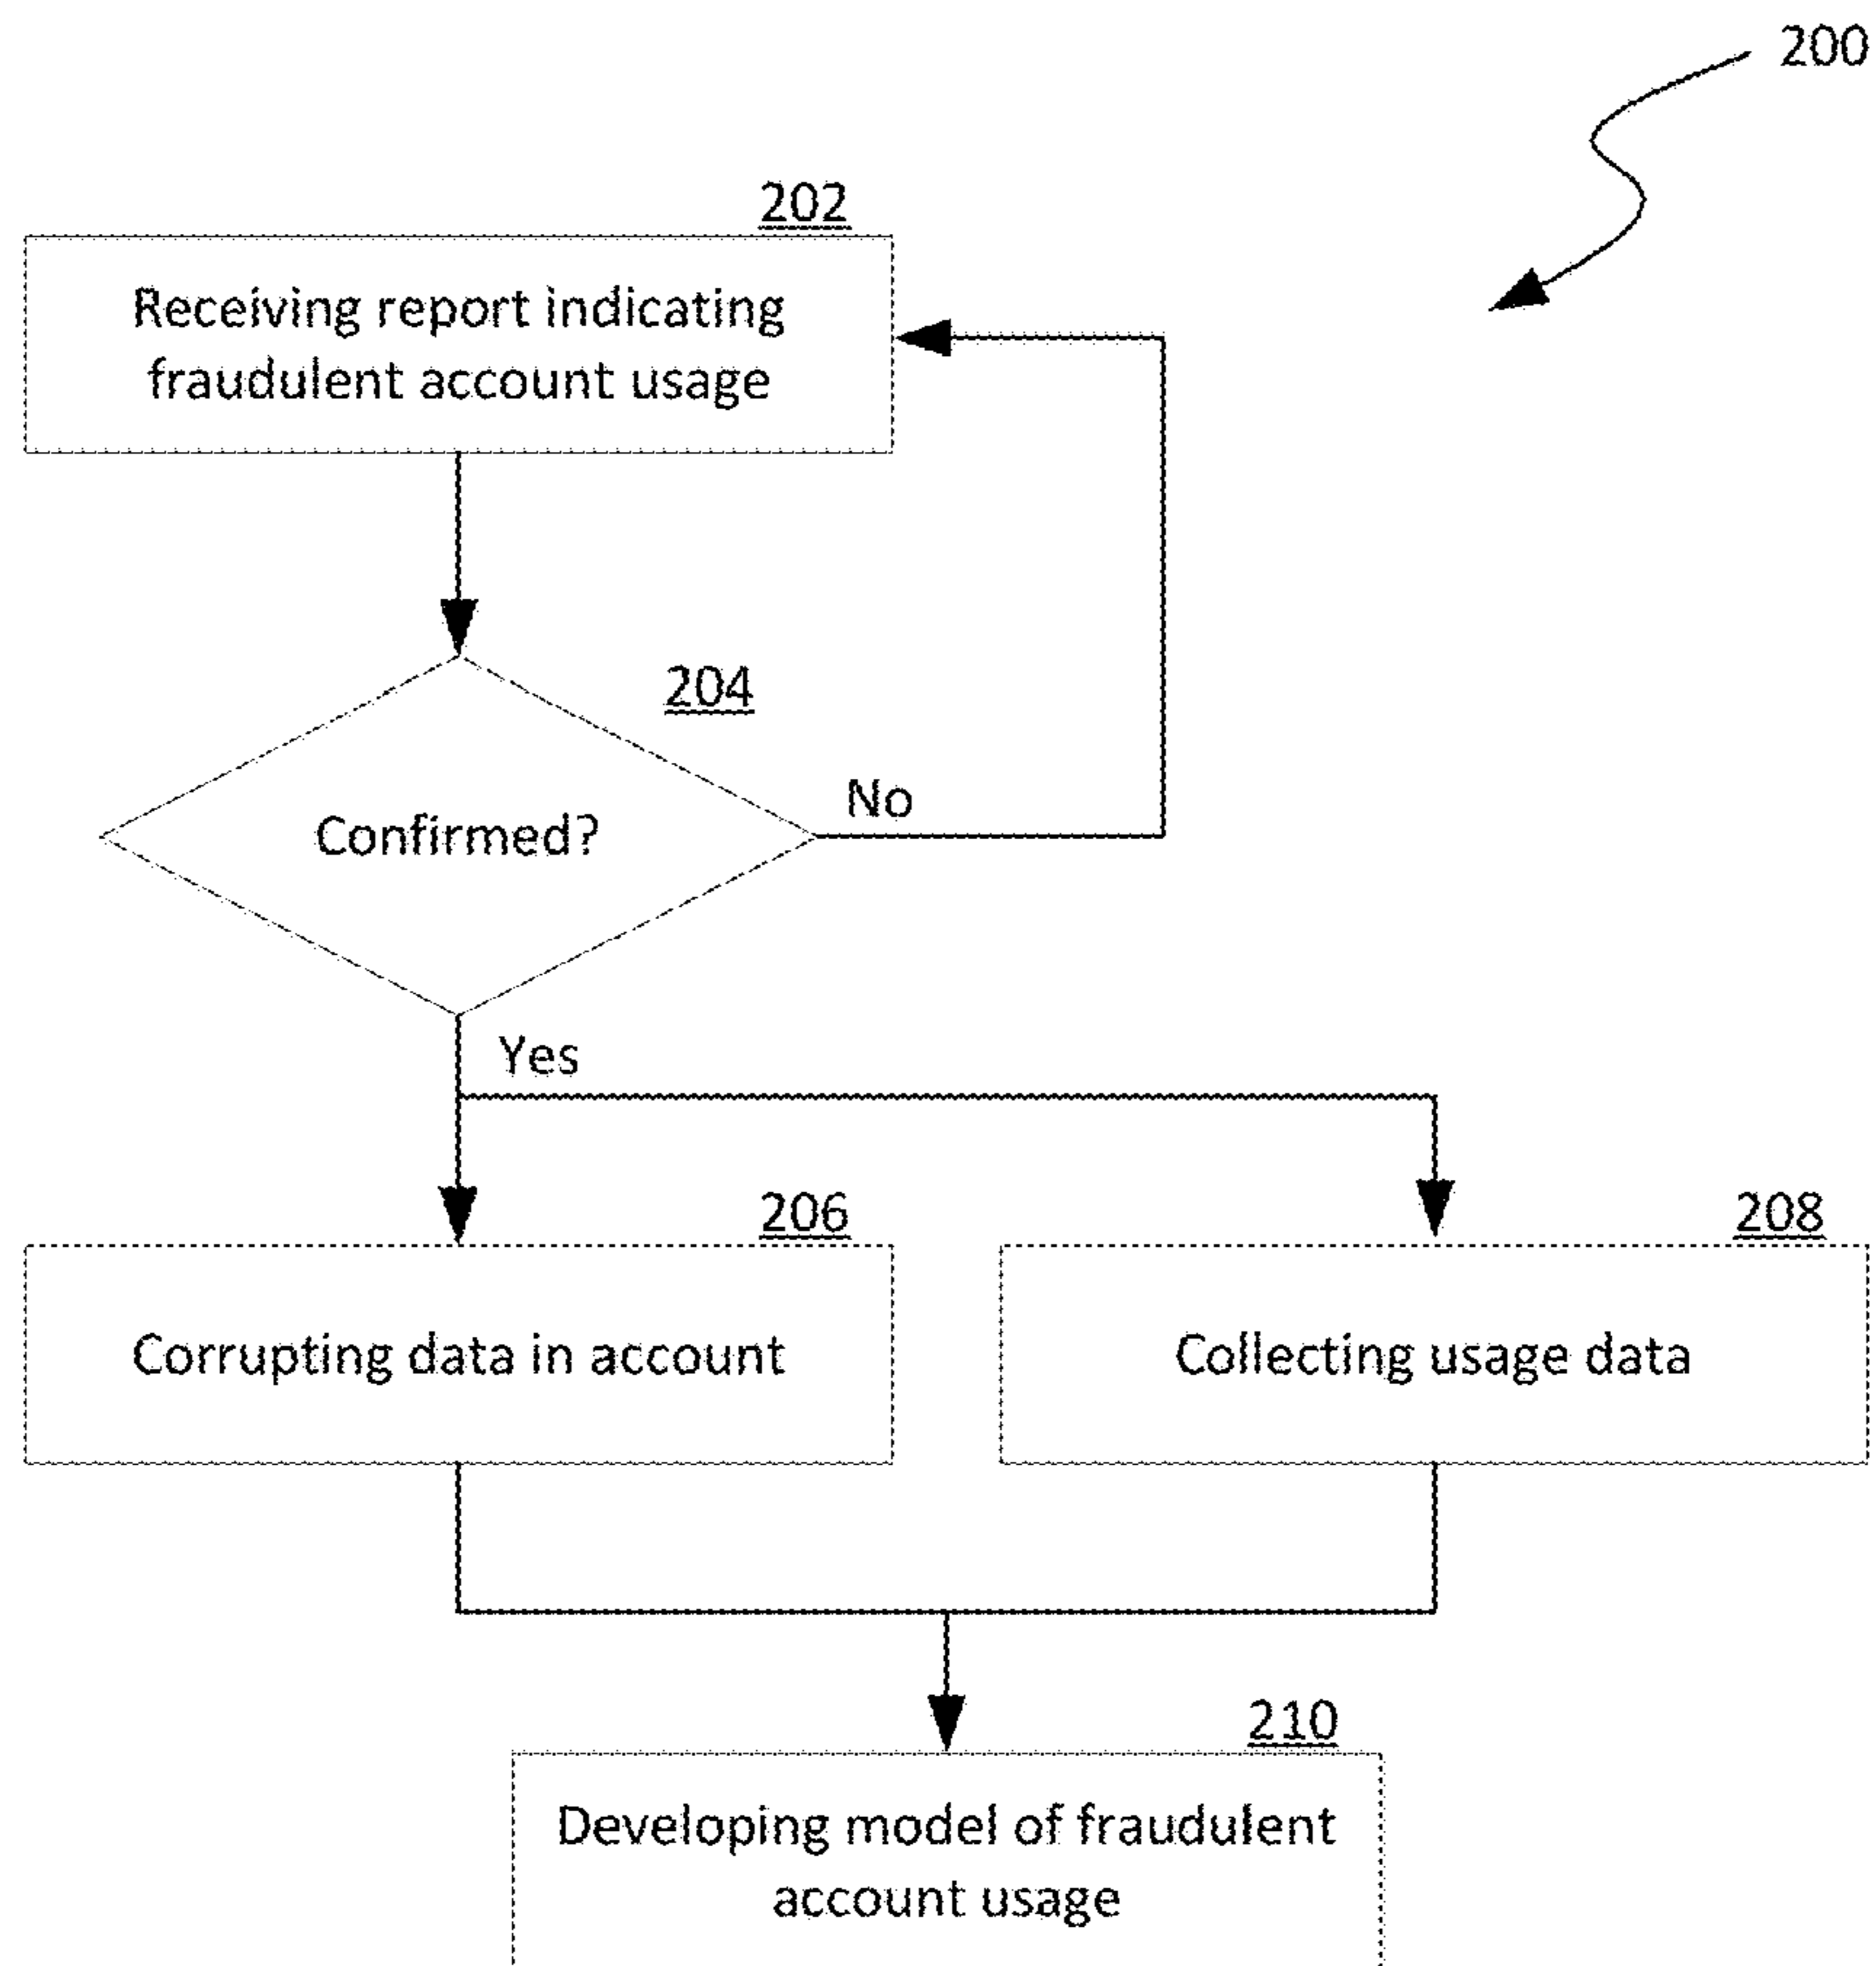 200
202
Receiving report indicating
fraudulent account usage
204
Confirmed?
No
Yes
206
Corrupting data in account
208
Collecting usage data
210
Developing model of fraudulent
account usage